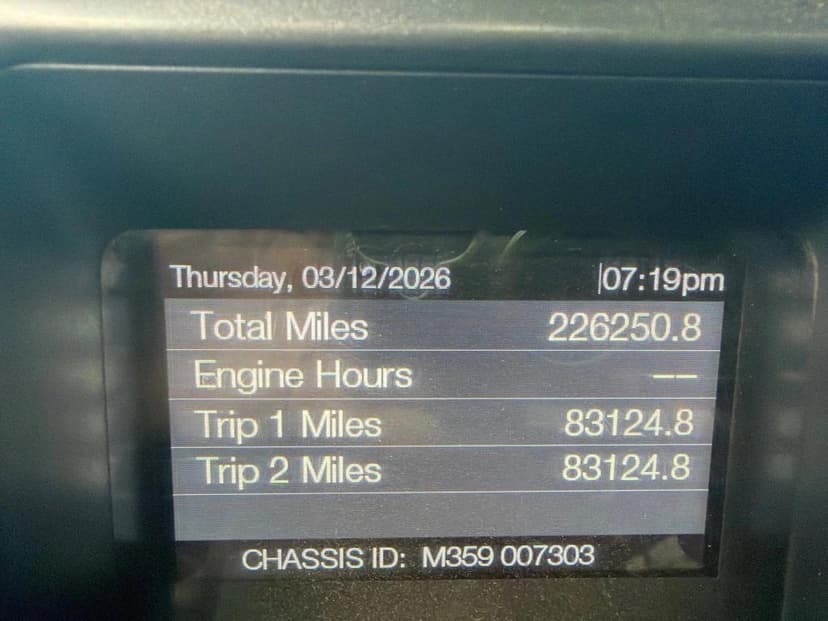 Thursday, 03/12/2026 07:19pm
Total Miles 226250.8
Engine Hours --
Trip 1 Miles 83124.8
Trip 2 Miles 83124.8
CHASSIS ID: M359 007303